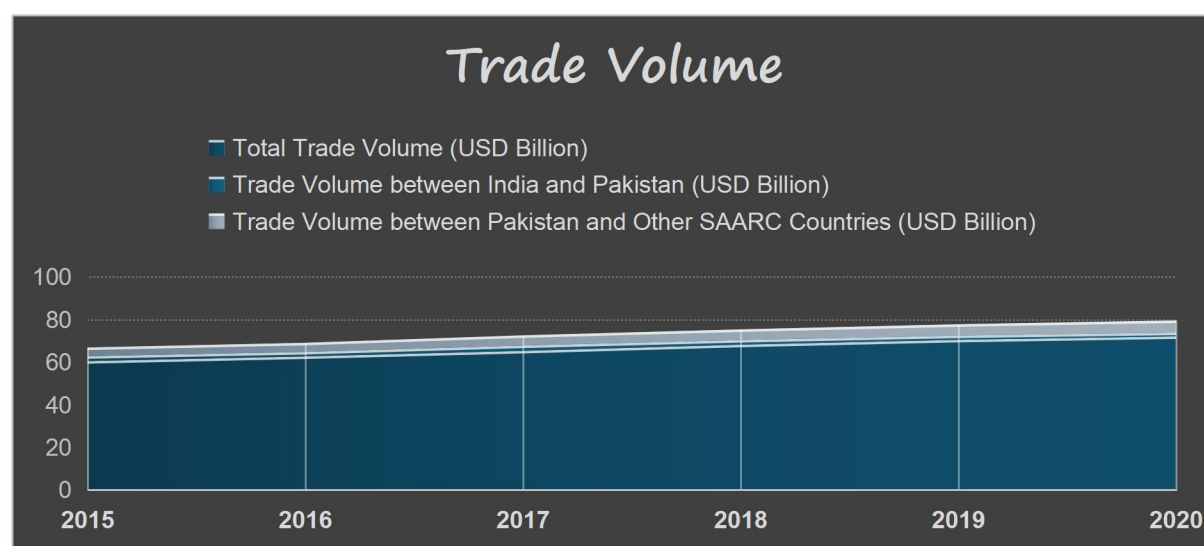 Trade Volume
Total Trade Volume (USD Billion)
Trade Volume between India and Pakistan (USD Billion)
Trade Volume between Pakistan and Other SAARC Countries (USD Billion)
100
80
60
40
20
0
2015 2016 2017 2018 2019 2020